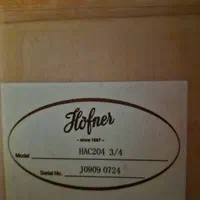 Höfner
- since 1887 -
Model HAC204 3/4
Serial No. J0909 0724